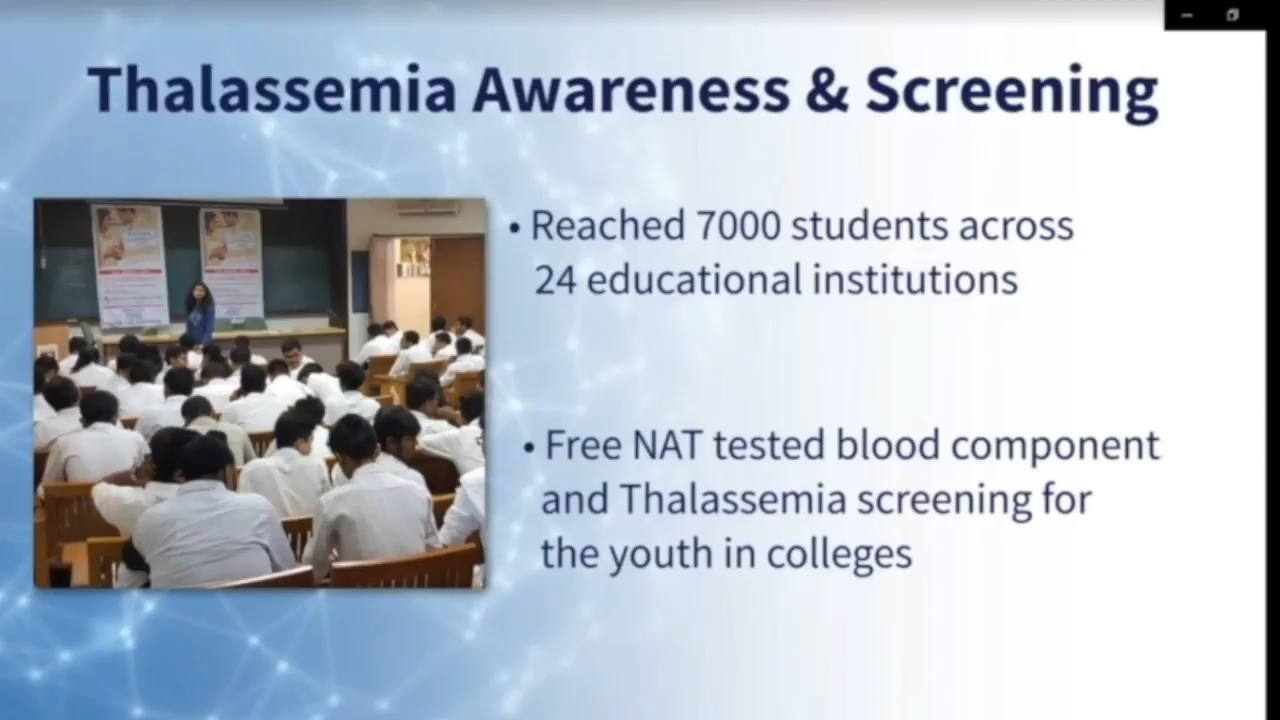 Thalassemia Awareness & Screening
• Reached 7000 students across
24 educational institutions
• Free NAT tested blood component
and Thalassemia screening for
the youth in colleges